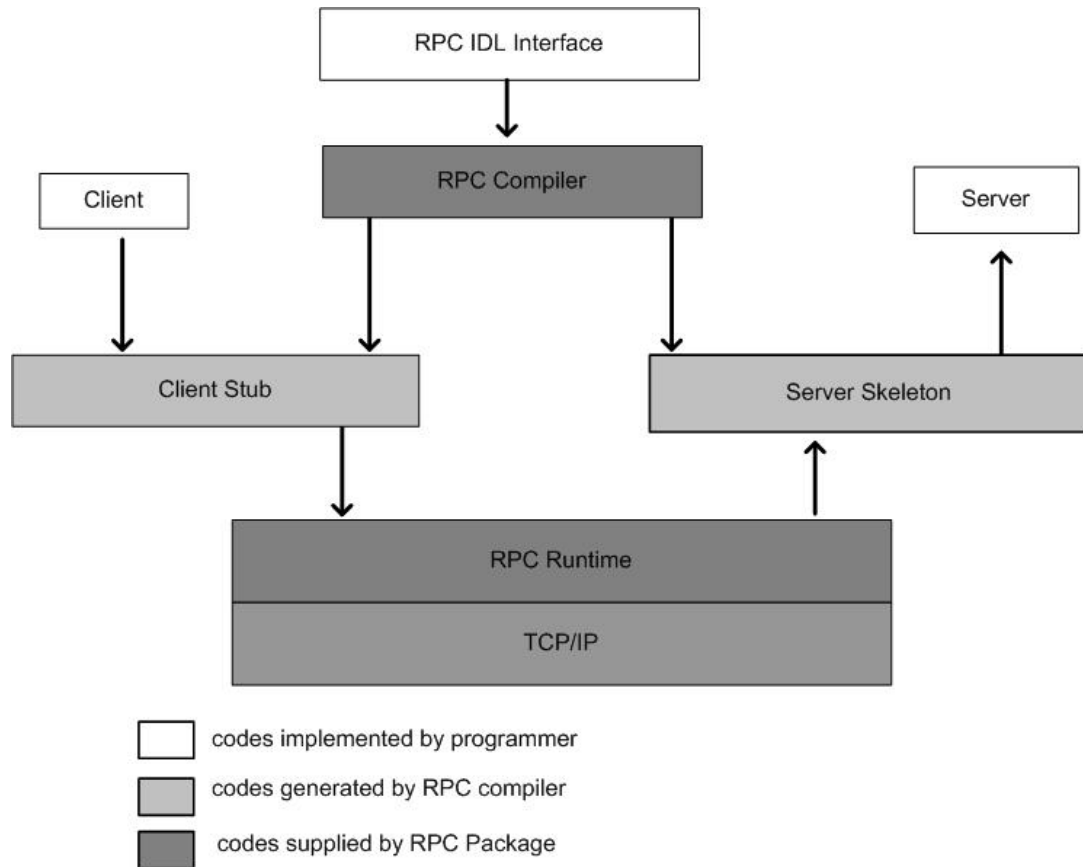 RPC IDL Interface
RPC Compiler
Client
Server
Client Stub
Server Skeleton
RPC Runtime
TCP/IP
codes implemented by programmer
codes generated by RPC compiler
codes supplied by RPC Package